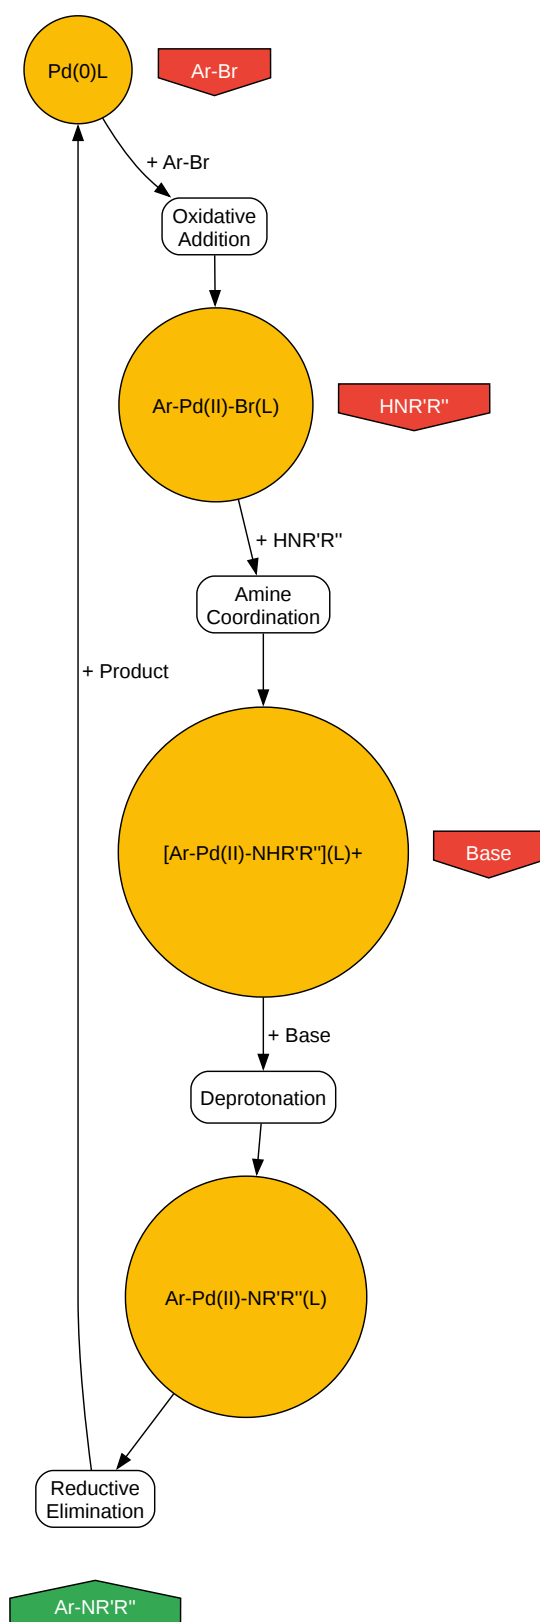 Pd(0)L
Ar-Br
+ Ar-Br
Oxidative
Addition
Ar-Pd(II)-Br(L)
HNR'R''
+ HNR'R''
Amine
Coordination
+ Product
[Ar-Pd(II)-NHR'R''](L)+
Base
+ Base
Deprotonation
Ar-Pd(II)-NR'R''(L)
Reductive
Elimination
Ar-NR'R''